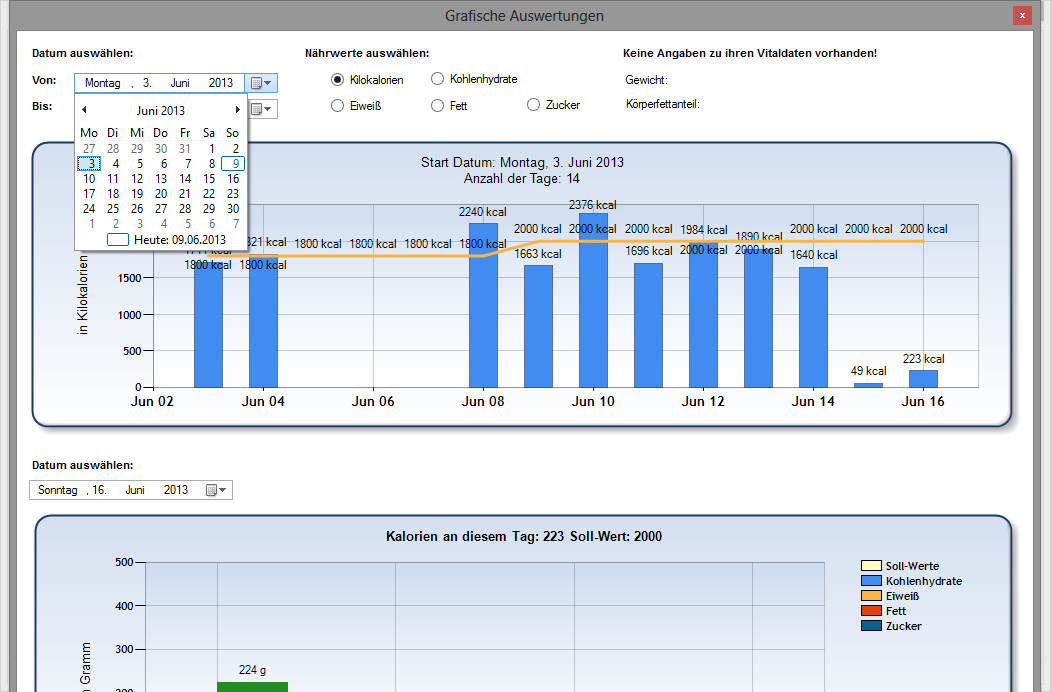 Grafische Auswertungen
x
Datum auswählen:
Nährwerte auswählen:
Keine Angaben zu ihren Vitaldaten vorhanden!
Von:
Montag , 3. Juni 2013
Kilokalorien
Kohlenhydrate
Gewicht:
Bis:
Eiweiß
Fett
Zucker
Körperfettanteil:
Juni 2013
Mo Di Mi Do Fr Sa So
27 28 29 30 31 1 2
3 4 5 6 7 8 9
10 11 12 13 14 15 16
17 18 19 20 21 22 23
24 25 26 27 28 29 30
1 2 3 4 5 6 7
Heute: 09.06.2013
Start Datum: Montag, 3. Juni 2013
Anzahl der Tage: 14
2240 kcal
2376 kcal
1800 kcal 1800 kcal 1800 kcal 1800 kcal
2000 kcal 2000 kcal 2000 kcal 1984 kcal 1890 kcal 2000 kcal 2000 kcal 2000 kcal
1800 kcal 1800 kcal
1663 kcal
1696 kcal
2000 kcal 2000 kcal
1640 kcal
49 kcal
223 kcal
in Kilokalorien
1500
1000
500
0
Jun 02 Jun 04 Jun 06 Jun 08 Jun 10 Jun 12 Jun 14 Jun 16
Datum auswählen:
Sonntag , 16. Juni 2013
Kalorien an diesem Tag: 223 Soll-Wert: 2000
500
400
300
Gramm
224 g
Soll-Werte
Kohlenhydrate
Eiweiß
Fett
Zucker